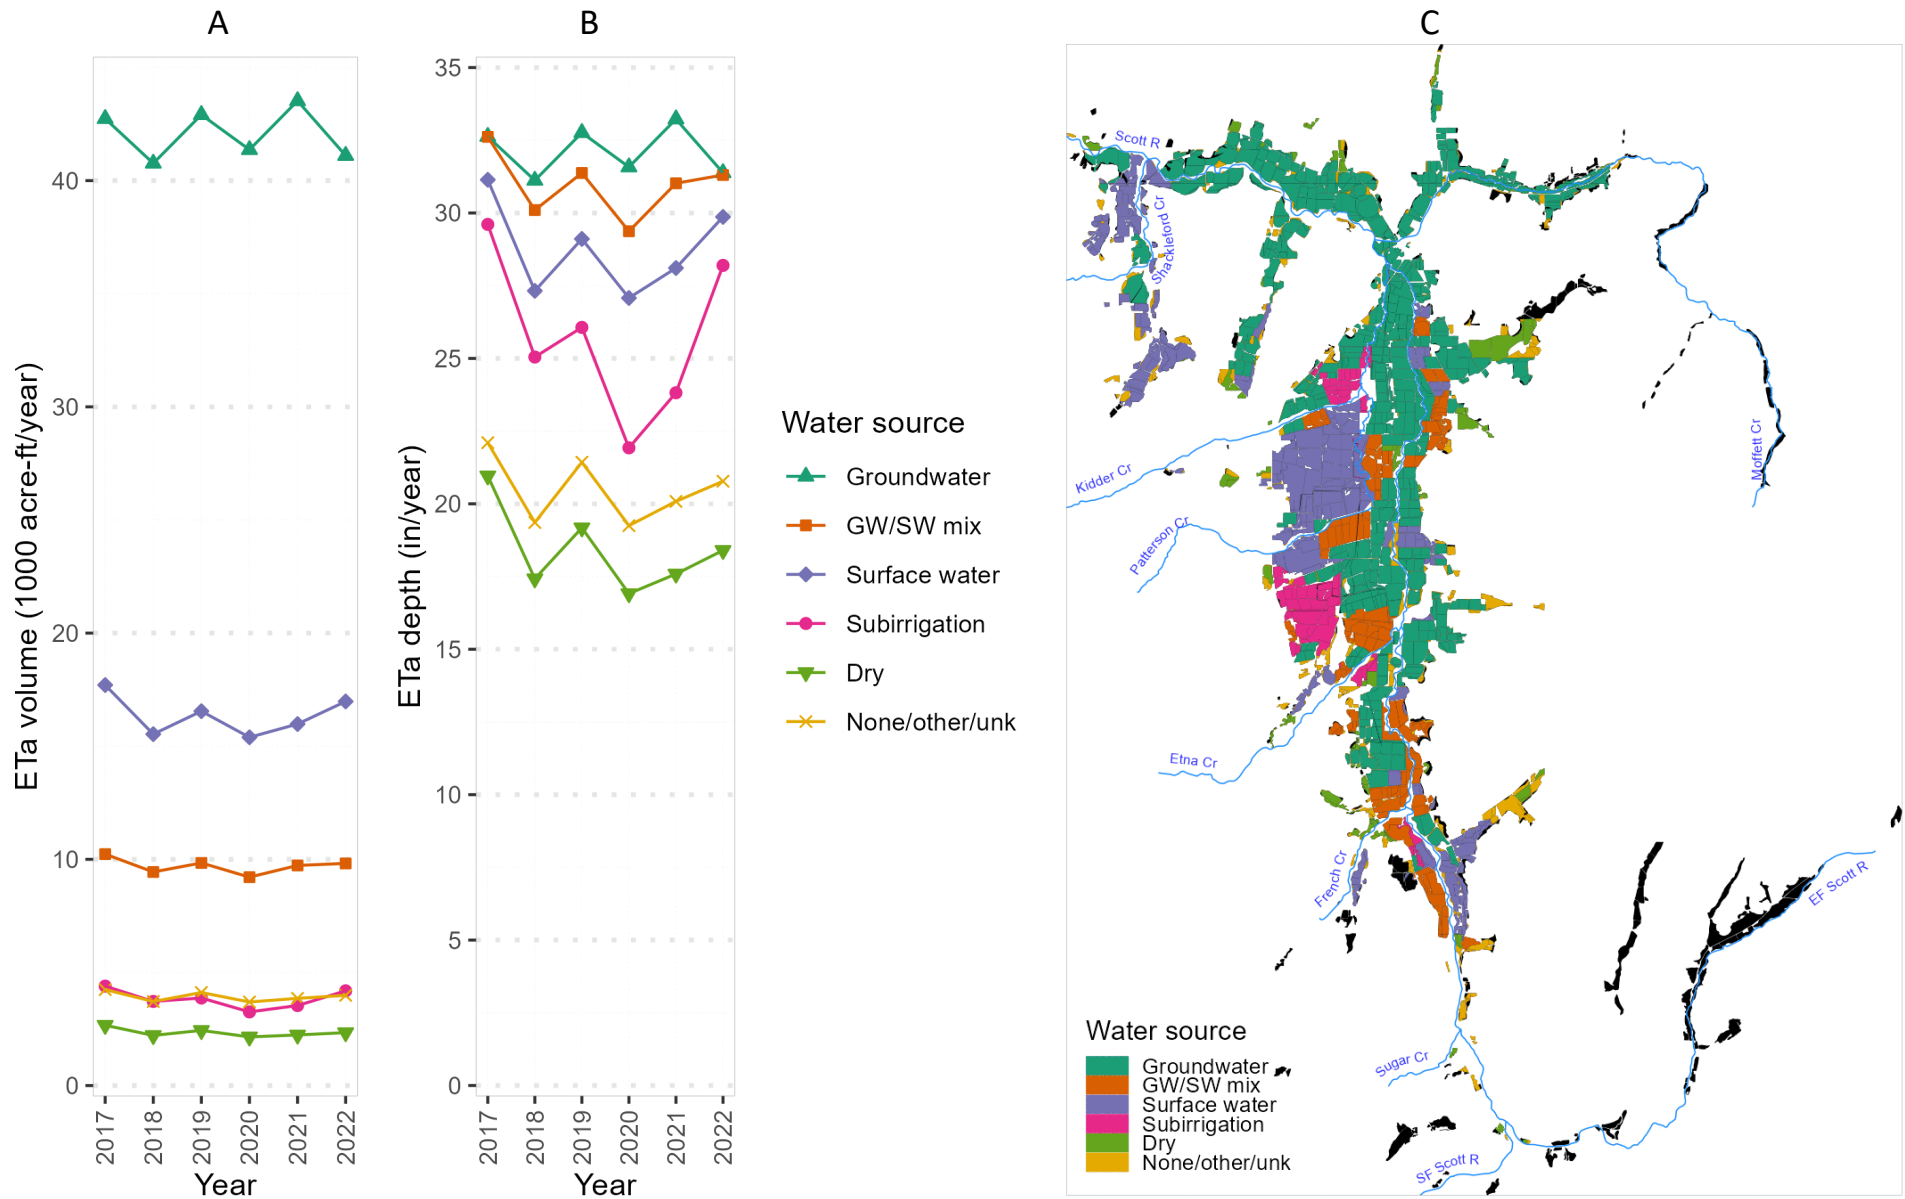 A
B
C
ETa volume (1000 acre-ft/year)
40
30
20
10
0
2017
2018
2019
2020
2021
2022
Year
ETa depth (in/year)
35
30
25
20
15
10
5
0
2017
2018
2019
2020
2021
2022
Year
Water source
Groundwater
GW/SW mix
Surface water
Subirrigation
Dry
None/other/unk
Scott R
Shackleford Cr
Kidder Cr
Patterson Cr
Moffett Cr
Etna Cr
French Cr
EF Scott R
Sugar Cr
SF Scott R
Water source
Groundwater
GW/SW mix
Surface water
Subirrigation
Dry
None/other/unk